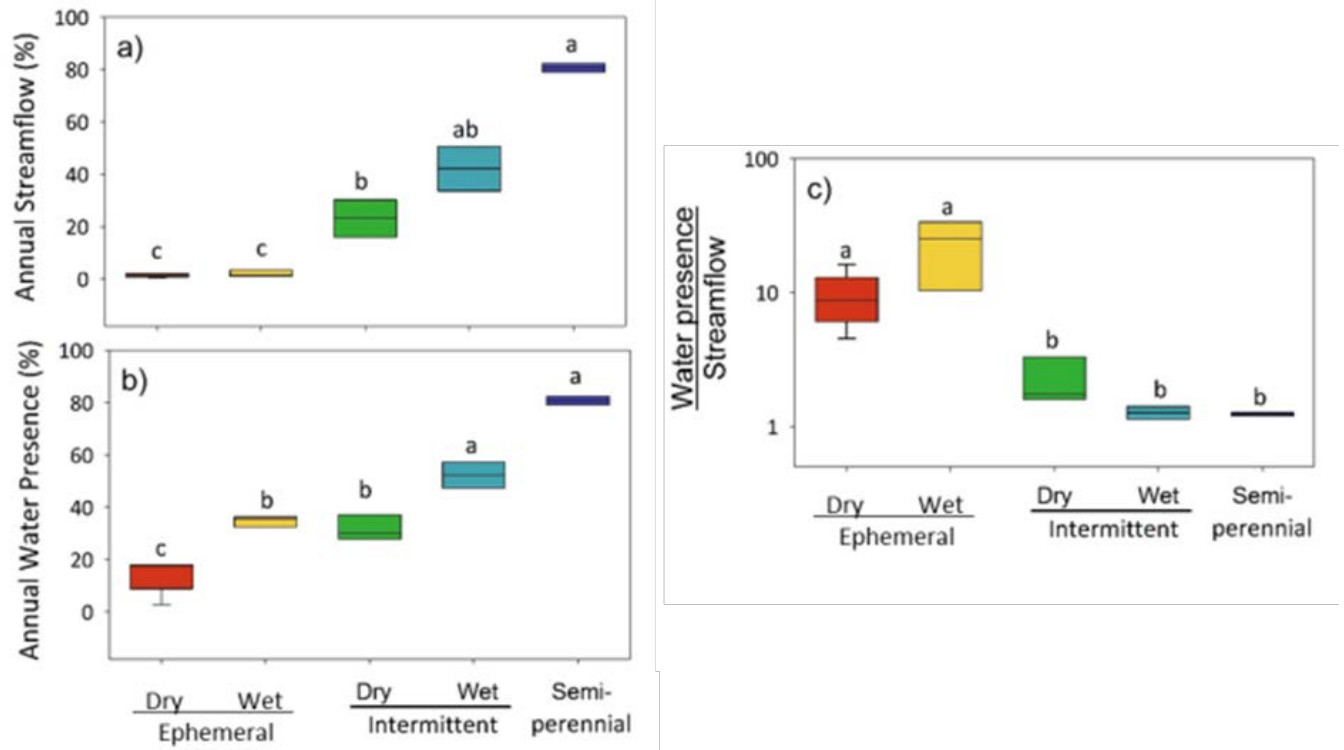 a)
Annual Streamflow (%)
100
80
60
40
20
0
c
c
b
ab
a
b)
Annual Water Presence (%)
100
80
60
40
20
0
c
b
b
a
a
Dry Wet Dry Wet Semi-
Ephemeral Intermittent perennial
c)
Water presence
Streamflow
100
10
1
a
a
b
b
b
Dry Wet Dry Wet Semi-
Ephemeral Intermittent perennial